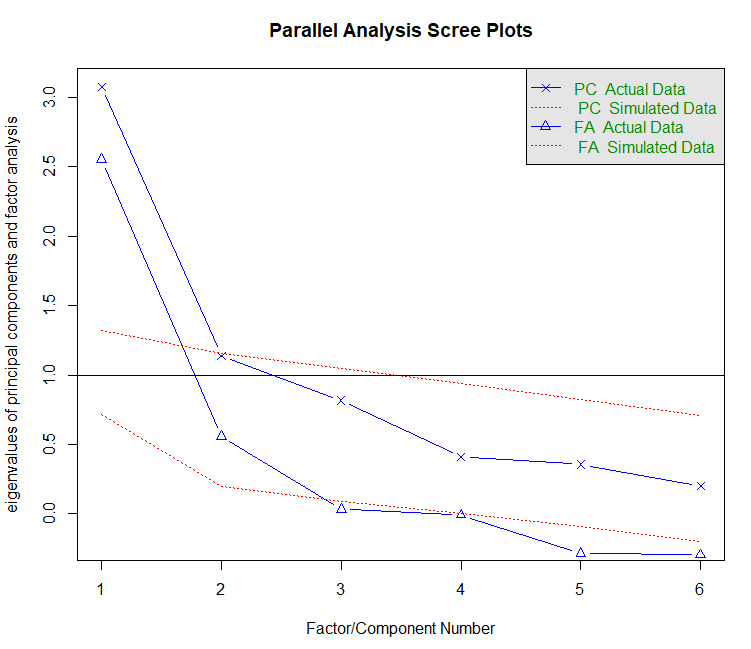 Parallel Analysis Scree Plots
eigenvalues of principal components and factor analysis
3.0
2.5
2.0
1.5
1.0
0.5
0.0
PC Actual Data
PC Simulated Data
FA Actual Data
FA Simulated Data
1 2 3 4 5 6
Factor/Component Number